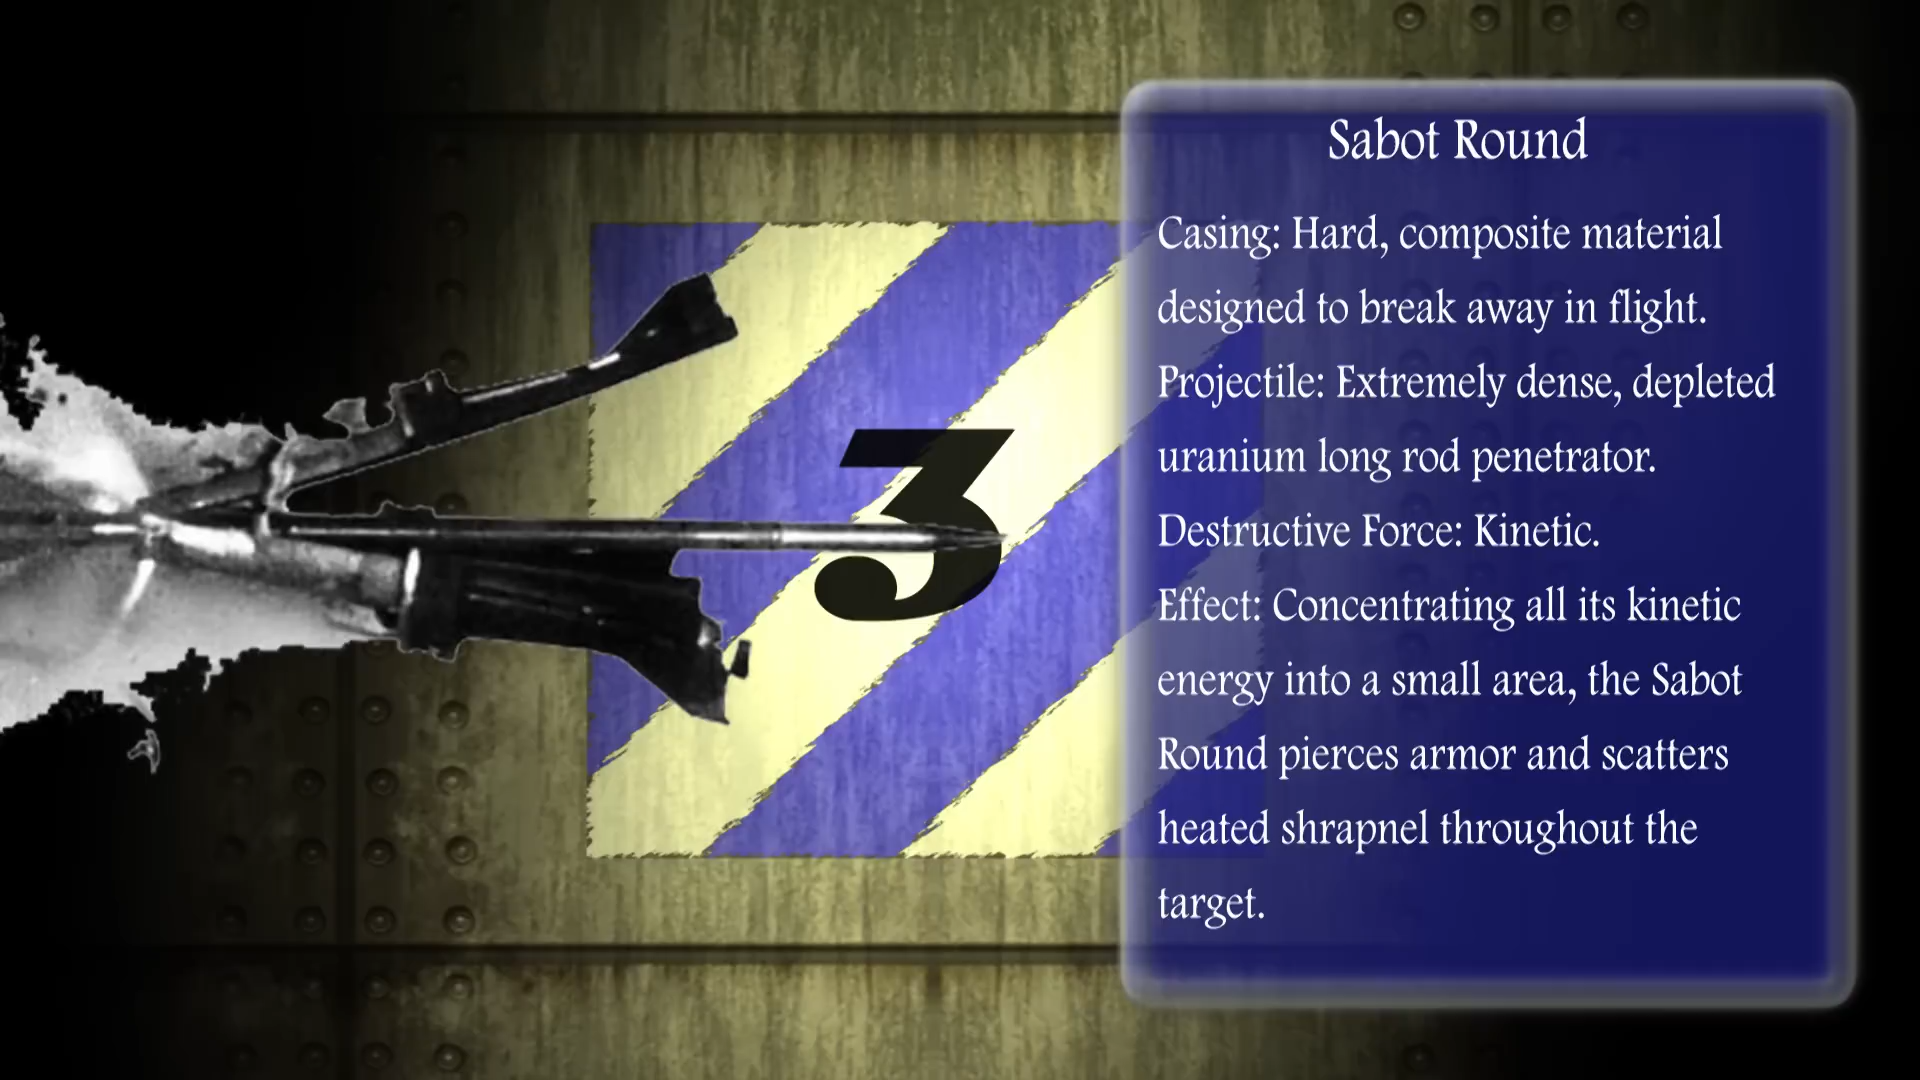 3
Sabot Round
Casing: Hard, composite material
designed to break away in flight.
Projectile: Extremely dense, depleted
uranium long rod penetrator.
Destructive Force: Kinetic.
Effect: Concentrating all its kinetic
energy into a small area, the Sabot
Round pierces armor and scatters
heated shrapnel throughout the
target.